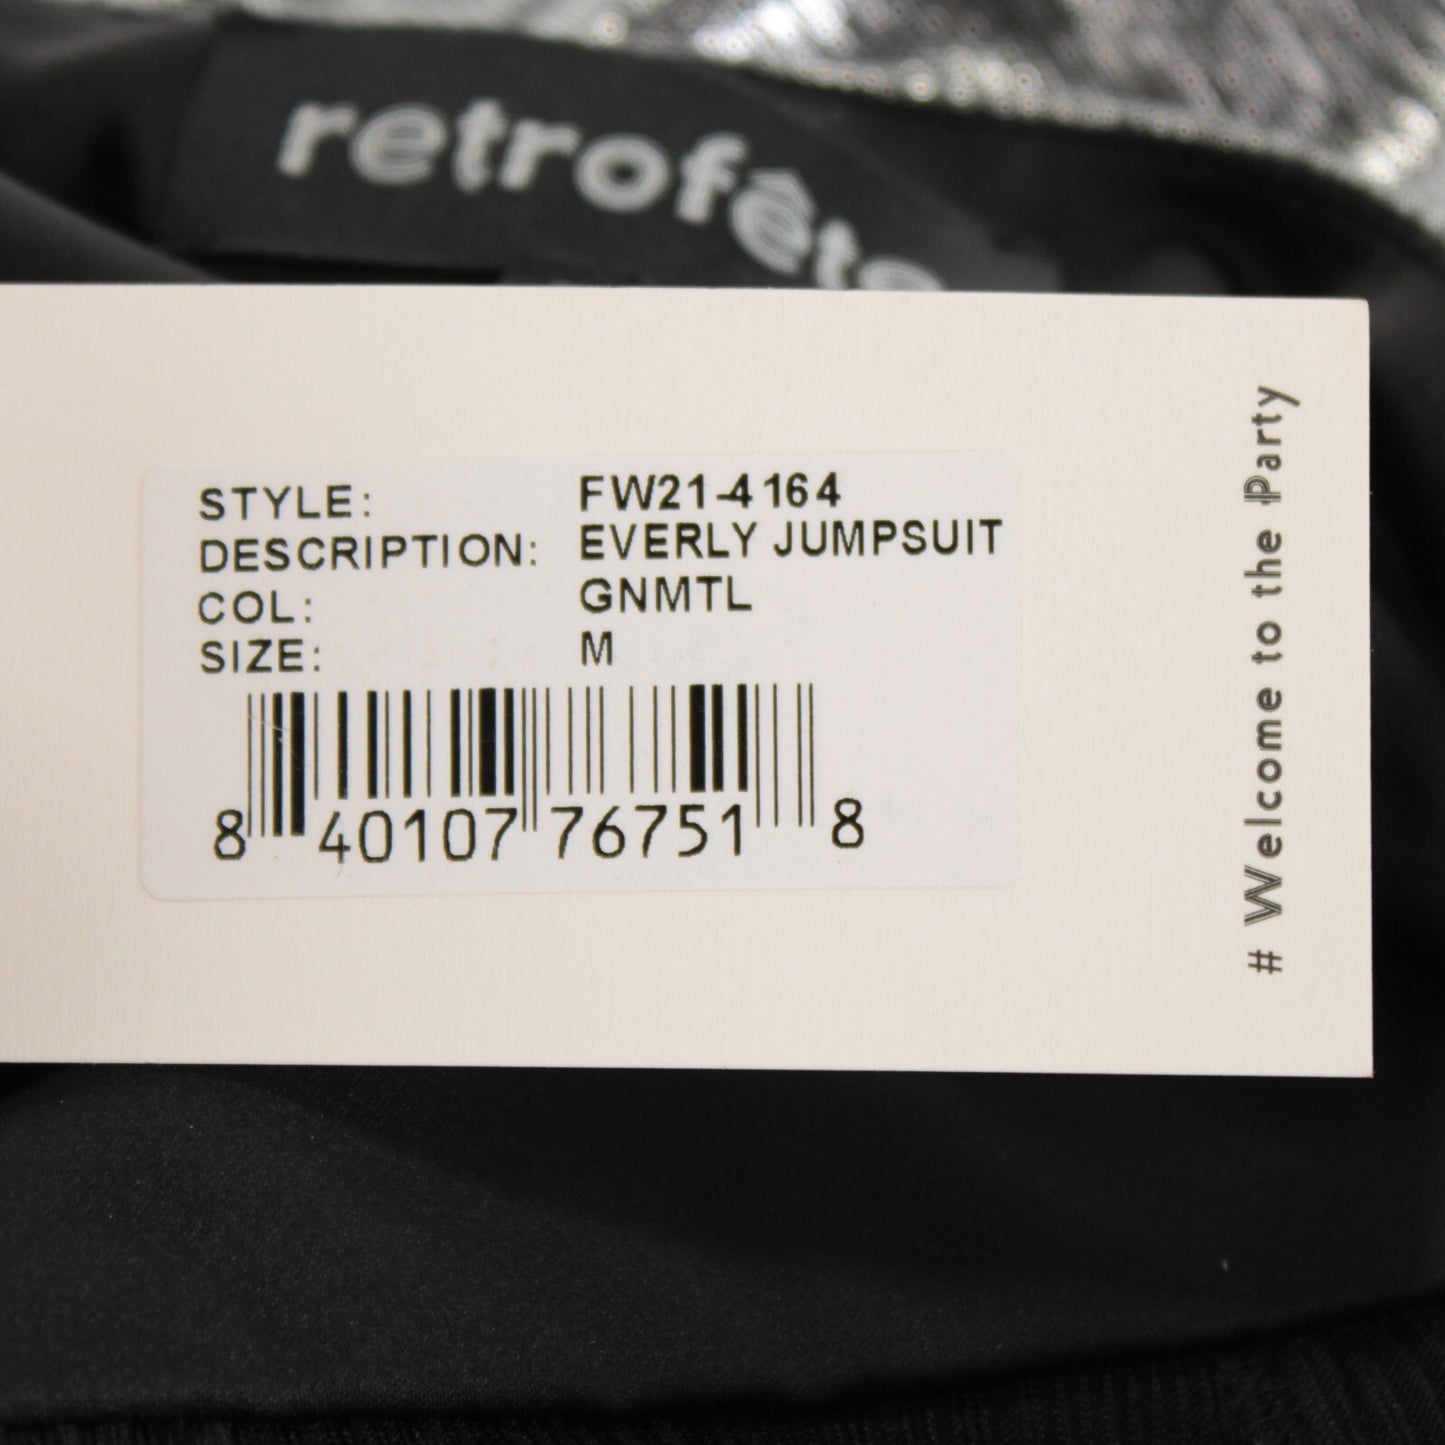 retrofête
STYLE: FW21-4164
DESCRIPTION: EVERLY JUMPSUIT
COL: GNMTL
SIZE: M
8 40107 76751 8
# Welcome to the Party